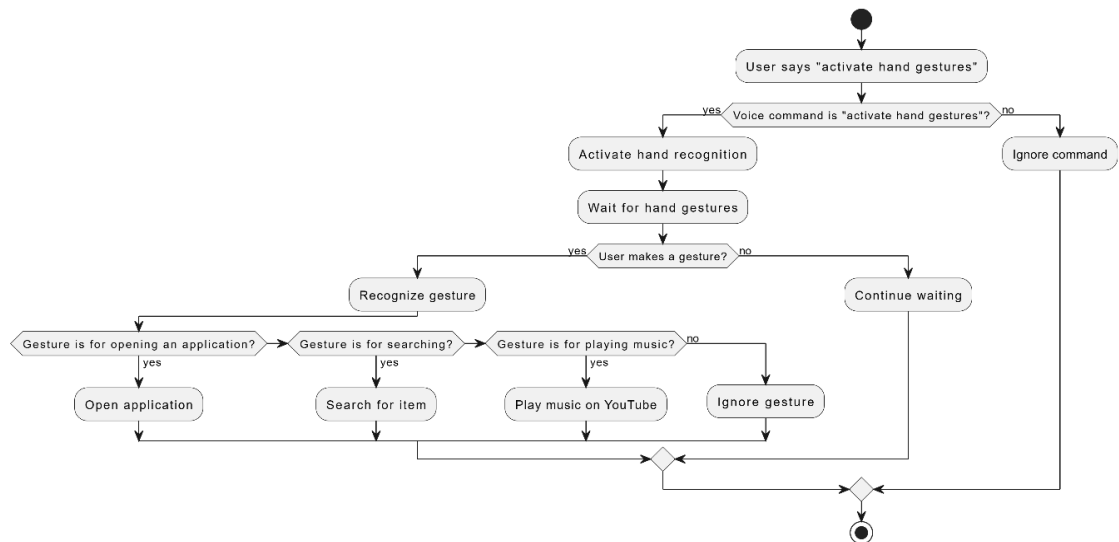 User says "activate hand gestures"
yes
Voice command is "activate hand gestures"?
no
Activate hand recognition
Ignore command
Wait for hand gestures
yes
User makes a gesture?
no
Recognize gesture
Continue waiting
Gesture is for opening an application?
Gesture is for searching?
Gesture is for playing music?
no
yes
yes
yes
Open application
Search for item
Play music on YouTube
Ignore gesture